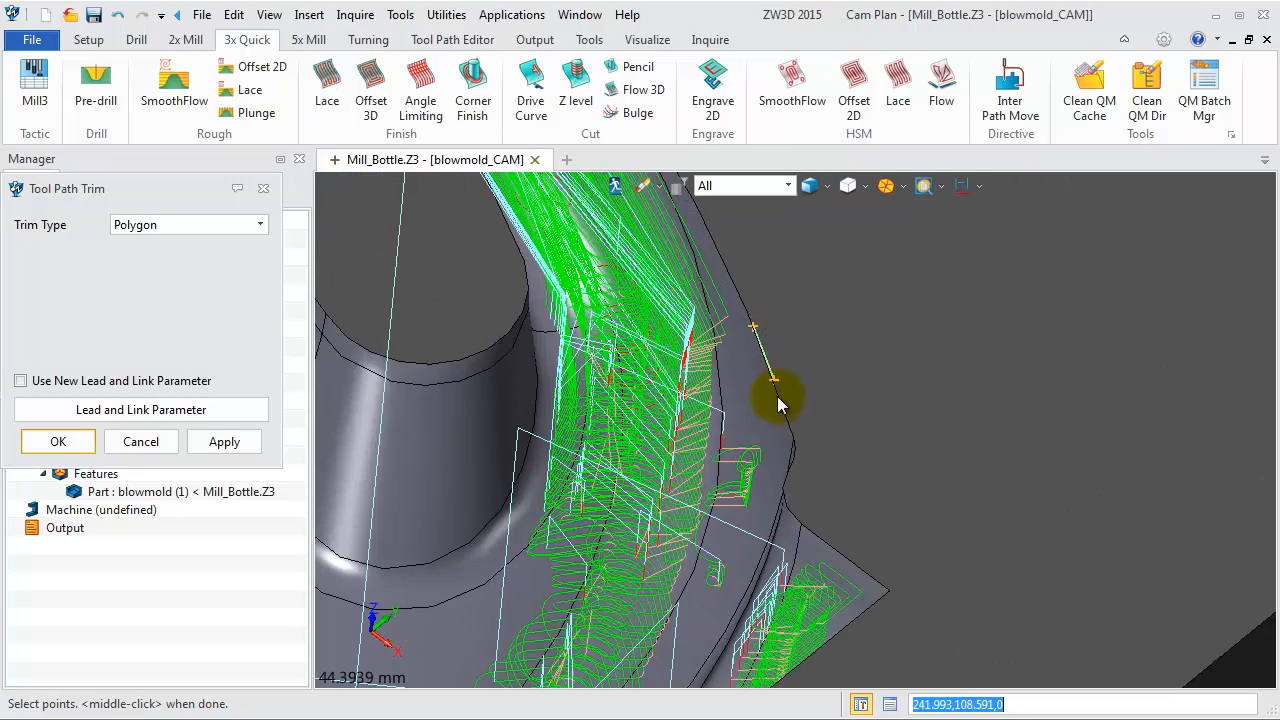 File Edit View Insert Inquire Tools Utilities Applications Window Help ZW3D 2015 Cam Plan - [Mill_Bottle.Z3 - [blowmold_CAM]]
File Setup Drill 2x Mill 3x Quick 5x Mill Turning Tool Path Editor Output Tools Visualize Inquire
Mill3
Tactic
Pre-drill
Drill
SmoothFlow
Offset 2D
Lace
Plunge
Rough
Lace
Offset 3D
Angle Limiting
Corner Finish
Finish
Drive Curve
Z level
Pencil
Flow 3D
Bulge
Cut
Engrave 2D
Engrave
SmoothFlow
Offset 2D
Lace
Flow
HSM
Inter Path Move
Directive
Clean QM Cache
Clean QM Dir
QM Batch Mgr
Tools
Manager
Mill_Bottle.Z3 - [blowmold_CAM]
Tool Path Trim
All
Trim Type Polygon
Use New Lead and Link Parameter
Lead and Link Parameter
OK Cancel Apply
Features
Part : blowmold (1) < Mill_Bottle.Z3
Machine (undefined)
Output
Z
X
44.3939 mm
Select points. <middle-click> when done.
241.993,108.591,0